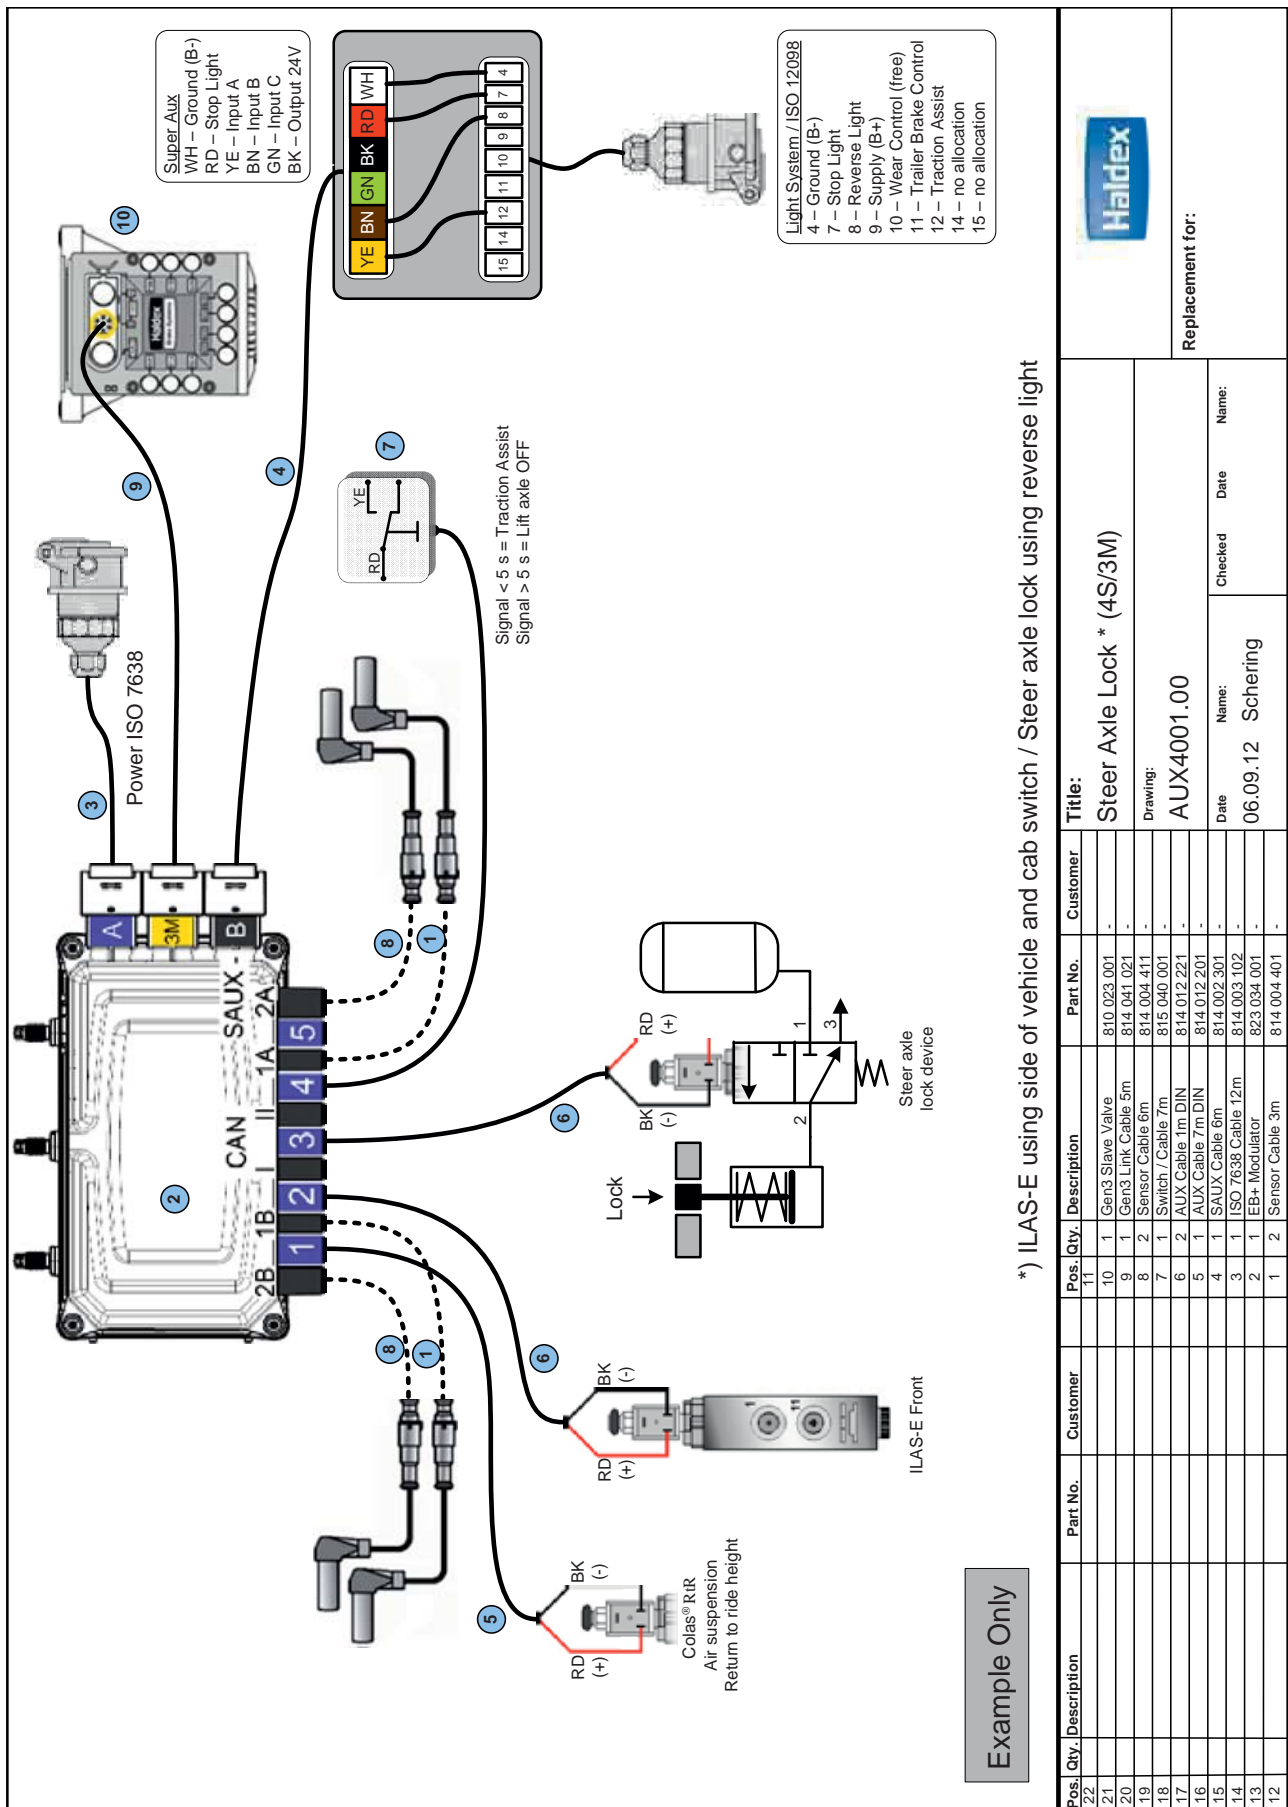 Super Aux
WH – Ground (B-)
RD – Stop Light
YE – Input A
BN – Input B
GN – Input C
BK – Output 24V
YE BN GN BK RD WH
15 14 12 11 10 9 8 7 4
Light System / ISO 12098
4 – Ground (B-)
7 – Stop Light
8 – Reverse Light
9 – Supply (B+)
10 – Wear Control (free)
11 – Trailer Brake Control
12 – Traction Assist
14 – no allocation
15 – no allocation
10
Haldex
9
4
3
Power ISO 7638
7
RD
YE
Signal < 5 s = Traction Assist
Signal > 5 s = Lift axle OFF
A
3M
B
SAUX -
CAN
2
2B 1 1B 2 I 3 II 4 1A 5 2A
8
1
8
1
6
BK
(-)
RD
(+)
Lock
2
1
3
Steer axle
lock device
6
RD
(+)
BK
(-)
1
11
ILAS-E Front
5
RD
(+)
BK
(-)
Colas® RtR
Air suspension
Return to ride height
Example Only
*) ILAS-E using side of vehicle and cab switch / Steer axle lock using reverse light
Pos. Qty. Description Part No. Customer
22
21
20
19
18
17
16
15
14
13
12
Pos. Qty. Description Part No. Customer
11
10 1 Gen3 Slave Valve 810 023 001 -
9 1 Gen3 Link Cable 5m 814 041 021 -
8 2 Sensor Cable 6m 814 004 411 -
7 1 Switch / Cable 7m 815 040 001 -
6 2 AUX Cable 1m DIN 814 012 221 -
5 1 AUX Cable 7m DIN 814 012 201 -
4 1 SAUX Cable 6m 814 002 301 -
3 1 ISO 7638 Cable 12m 814 003 102 -
2 1 EB+ Modulator 823 034 001 -
1 2 Sensor Cable 3m 814 004 401 -
Title:
Steer Axle Lock * (4S/3M)
Drawing:
AUX4001.00
Date Name: Checked Date Name:
06.09.12 Schering
Haldex
Replacement for: